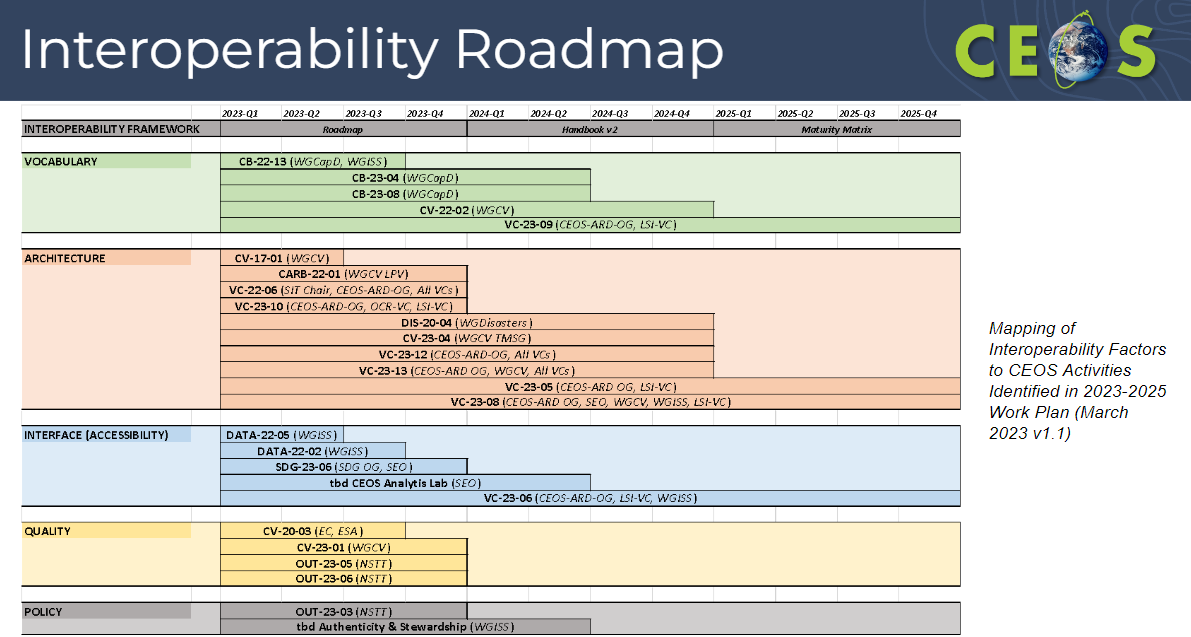 Interoperability Roadmap
CEOS
2023-Q1 2023-Q2 2023-Q3 2023-Q4 2024-Q1 2024-Q2 2024-Q3 2024-Q4 2025-Q1 2025-Q2 2025-Q3 2025-Q4
INTEROPERABILITY FRAMEWORK Roadmap Handbook v2 Maturity Matrix
VOCABULARY CB-22-13 (WGCapD, WGISS)
CB-23-04 (WGCapD)
CB-23-08 (WGCapD)
CV-22-02 (WGCV)
VC-23-09 (CEOS-ARD-OG, LSI-VC)
ARCHITECTURE CV-17-01 (WGCV)
CARB-22-01 (WGCV LPV)
VC-22-06 (SIT Chair, CEOS-ARD-OG, All VCs)
VC-23-10 (CEOS-ARD-OG, OCR-VC, LSI-VC)
DIS-20-04 (WGDisasters)
CV-23-04 (WGCV TMSG)
VC-23-12 (CEOS-ARD-OG, All VCs)
VC-23-13 (CEOS-ARD OG, WGCV, All VCs)
VC-23-05 (CEOS-ARD OG, LSI-VC)
VC-23-08 (CEOS-ARD OG, SEO, WGCV, WGISS, LSI-VC)
INTERFACE (ACCESSIBILITY) DATA-22-05 (WGISS)
DATA-22-02 (WGISS)
SDG-23-06 (SDG OG, SEO)
tbd CEOS Analytis Lab (SEO)
VC-23-06 (CEOS-ARD-OG, LSI-VC, WGISS)
QUALITY CV-20-03 (EC, ESA)
CV-23-01 (WGCV)
OUT-23-05 (NSTT)
OUT-23-06 (NSTT)
POLICY OUT-23-03 (NSTT)
tbd Authenticity & Stewardship (WGISS)
Mapping of
Interoperability Factors
to CEOS Activities
Identified in 2023-2025
Work Plan (March
2023 v1.1)